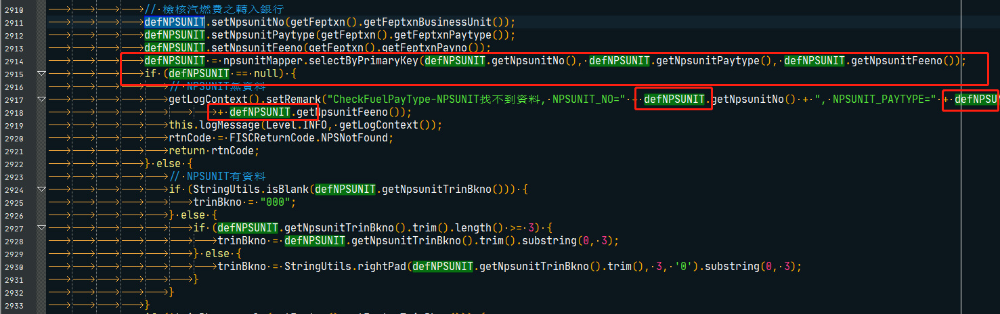 2910 // 檢核汽燃費之轉入銀行
2911 defNPSUNIT.setNpsunitNo(getFeptxn().getFeptxnBusinessUnit());
2912 defNPSUNIT.setNpsunitPaytype(getFeptxn().getFeptxnPaytype());
2913 defNPSUNIT.setNpsunitFeeno(getFeptxn().getFeptxnPayno());
2914 defNPSUNIT = npsunitMapper.selectByPrimaryKey(defNPSUNIT.getNpsunitNo(), defNPSUNIT.getNpsunitPaytype(), defNPSUNIT.getNpsunitFeeno());
2915 if (defNPSUNIT == null) {
2916 // NPSUNIT無資料
2917 getLogContext().setRemark("CheckFuelPayType-NPSUNIT找不到資料, NPSUNIT_NO=" + defNPSUNIT.getNpsunitNo() + ", NPSUNIT_PAYTYPE=" + defNPSU
2918 + defNPSUNIT.getNpsunitFeeno());
2919 this.logMessage(Level.INFO, getLogContext());
2920 rtnCode = FISCReturnCode.NPSNotFound;
2921 return rtnCode;
2922 } else {
2923 // NPSUNIT有資料
2924 if (StringUtils.isBlank(defNPSUNIT.getNpsunitTrinBkno())) {
2925 trinBkno = "000";
2926 } else {
2927 if (defNPSUNIT.getNpsunitTrinBkno().trim().length() >= 3) {
2928 trinBkno = defNPSUNIT.getNpsunitTrinBkno().trim().substring(0, 3);
2929 } else {
2930 trinBkno = StringUtils.rightPad(defNPSUNIT.getNpsunitTrinBkno().trim(), 3, '0').substring(0, 3);
2931 }
2932 }
2933 }